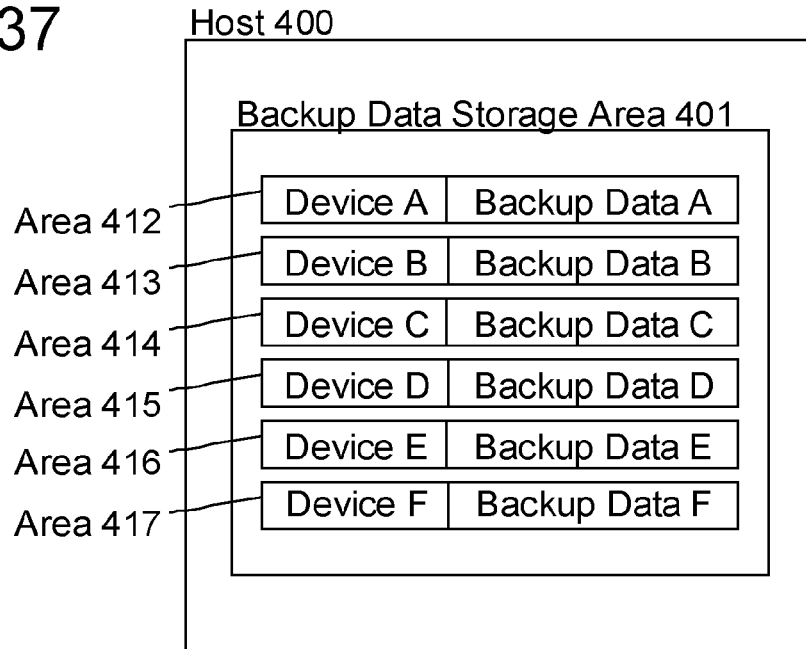 37
Host 400
Backup Data Storage Area 401
Area 412 Device A Backup Data A
Area 413 Device B Backup Data B
Area 414 Device C Backup Data C
Area 415 Device D Backup Data D
Area 416 Device E Backup Data E
Area 417 Device F Backup Data F